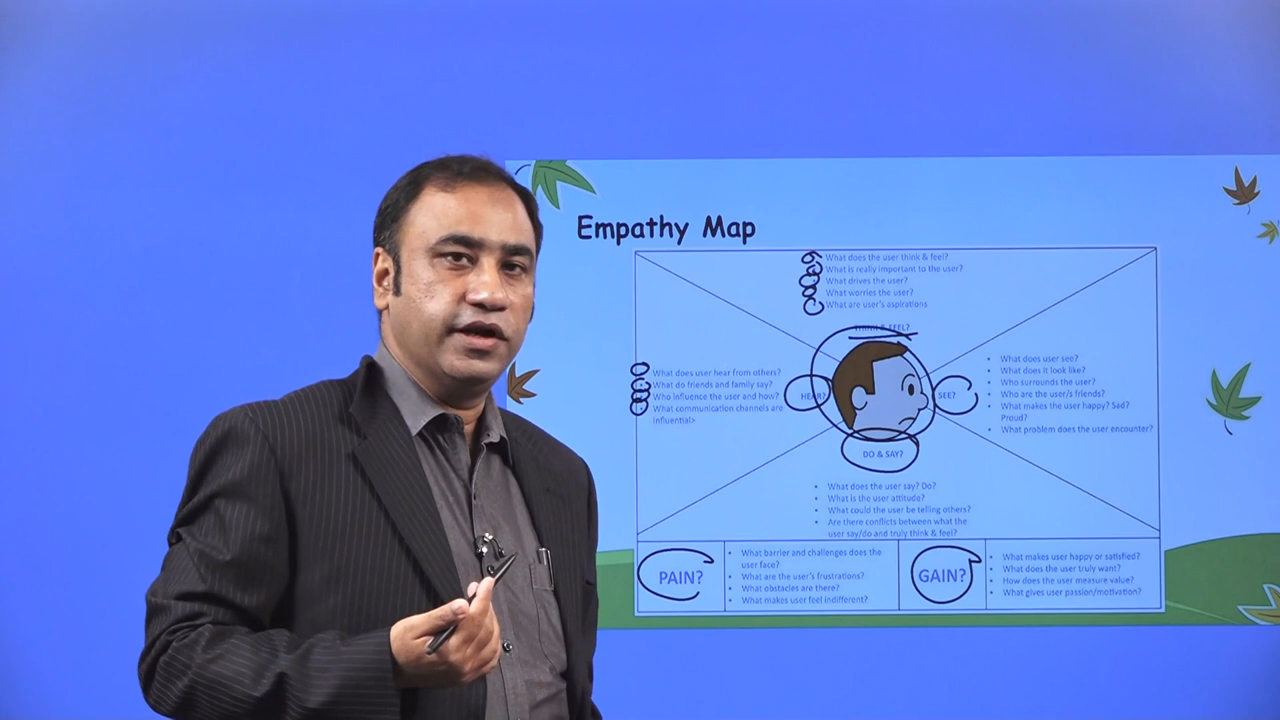 Empathy Map
What does the user think & feel?
What is really important to the user?
What drives the user?
What worries the user?
What are user's aspirations
THINK & FEEL?
What does user hear from others?
What do friends and family say?
Who influence the user and how?
What communication channels are
influential>
HEAR?
SEE?
• What does user see?
• What does it look like?
• Who surrounds the user?
• Who are the user/s friends?
• What makes the user happy? Sad?
Proud?
• What problem does the user encounter?
DO & SAY?
• What does the user say? Do?
• What is the user attitude?
• What could the user be telling others?
• Are there conflicts between what the
user say/do and truly think & feel?
PAIN?
• What barrier and challenges does the
user face?
• What are the user's frustrations?
• What obstacles are there?
• What makes user feel indifferent?
GAIN?
• What makes user happy or satisfied?
• What does the user truly want?
• How does the user measure value?
• What gives user passion/motivation?